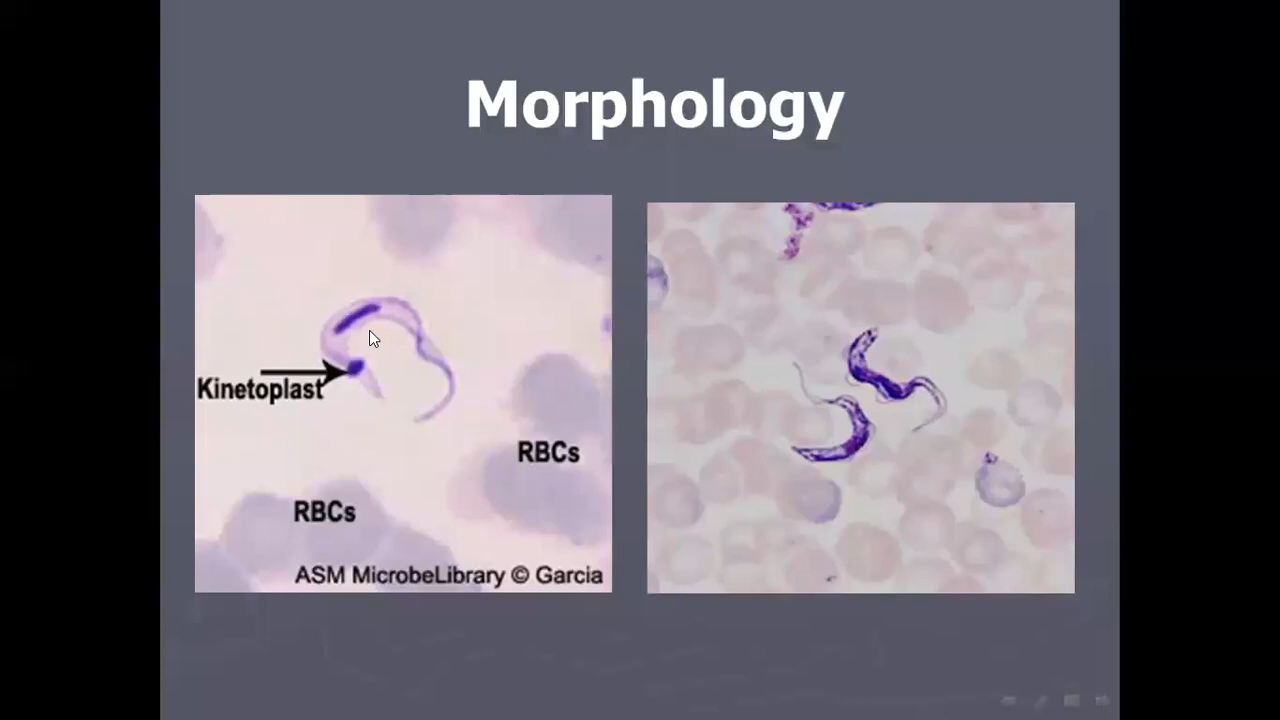 Morphology
Kinetoplast
RBCs
RBCs
ASM MicrobeLibrary © Garcia